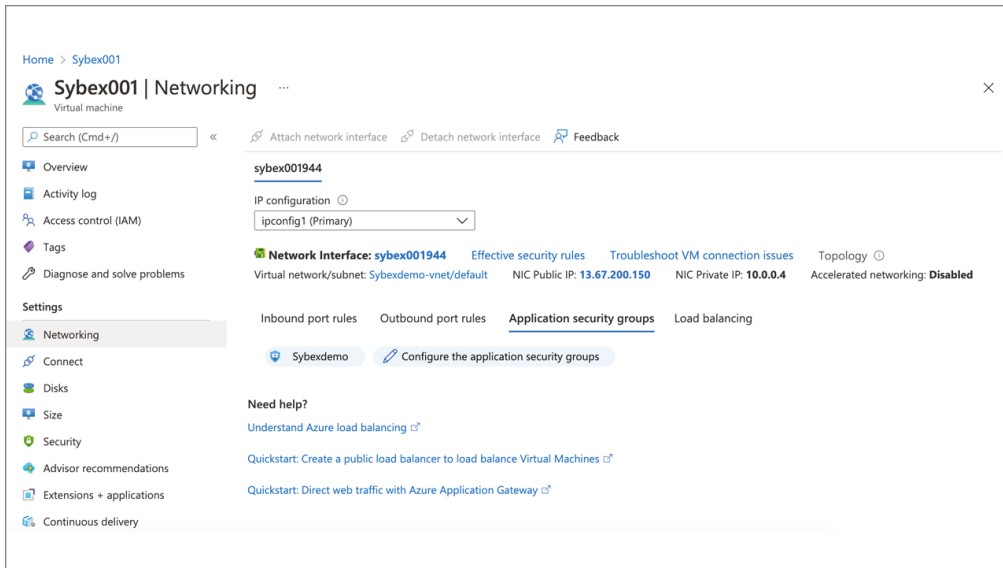 Home > Sybex001
Sybex001 | Networking ...
Virtual machine
Search (Cmd+/)
«
Attach network interface Detach network interface Feedback
Overview
Activity log
Access control (IAM)
Tags
Diagnose and solve problems
Settings
Networking
Connect
Disks
Size
Security
Advisor recommendations
Extensions + applications
Continuous delivery
sybex001944
IP configuration
ipconfig1 (Primary)
Network Interface: sybex001944 Effective security rules Troubleshoot VM connection issues Topology
Virtual network/subnet: Sybexdemo-vnet/default NIC Public IP: 13.67.200.150 NIC Private IP: 10.0.0.4 Accelerated networking: Disabled
Inbound port rules Outbound port rules Application security groups Load balancing
Sybexdemo Configure the application security groups
Need help?
Understand Azure load balancing
Quickstart: Create a public load balancer to load balance Virtual Machines
Quickstart: Direct web traffic with Azure Application Gateway